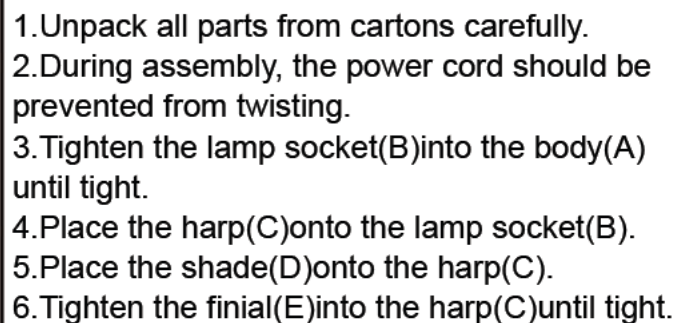 1.Unpack all parts from cartons carefully.
2.During assembly, the power cord should be
prevented from twisting.
3.Tighten the lamp socket(B)into the body(A)
until tight.
4.Place the harp(C)onto the lamp socket(B).
5.Place the shade(D)onto the harp(C).
6.Tighten the finial(E)into the harp(C)until tight.